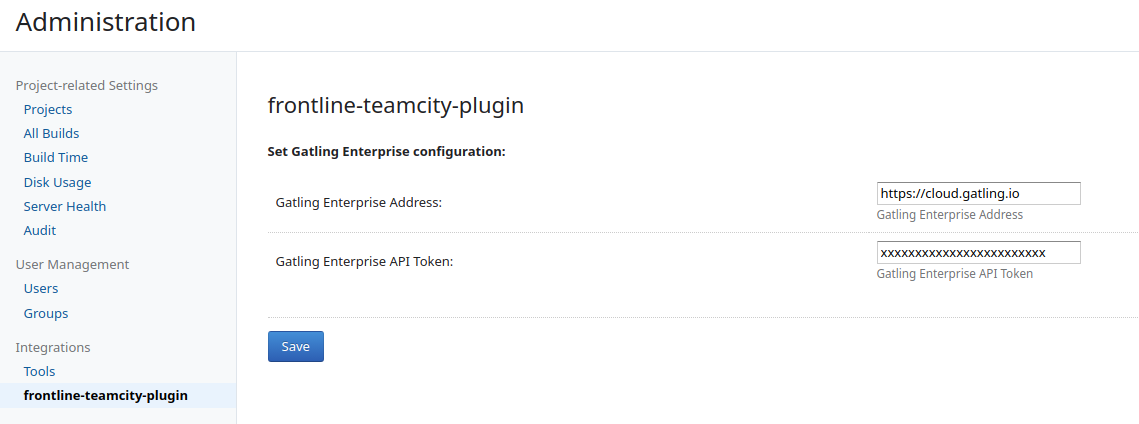 Administration
Project-related Settings
Projects
All Builds
Build Time
Disk Usage
Server Health
Audit
User Management
Users
Groups
Integrations
Tools
frontline-teamcity-plugin
frontline-teamcity-plugin
Set Gatling Enterprise configuration:
Gatling Enterprise Address:
https://cloud.gatling.io
Gatling Enterprise Address
Gatling Enterprise API Token:
xxxxxxxxxxxxxxxxxxxxxxxx
Gatling Enterprise API Token
Save